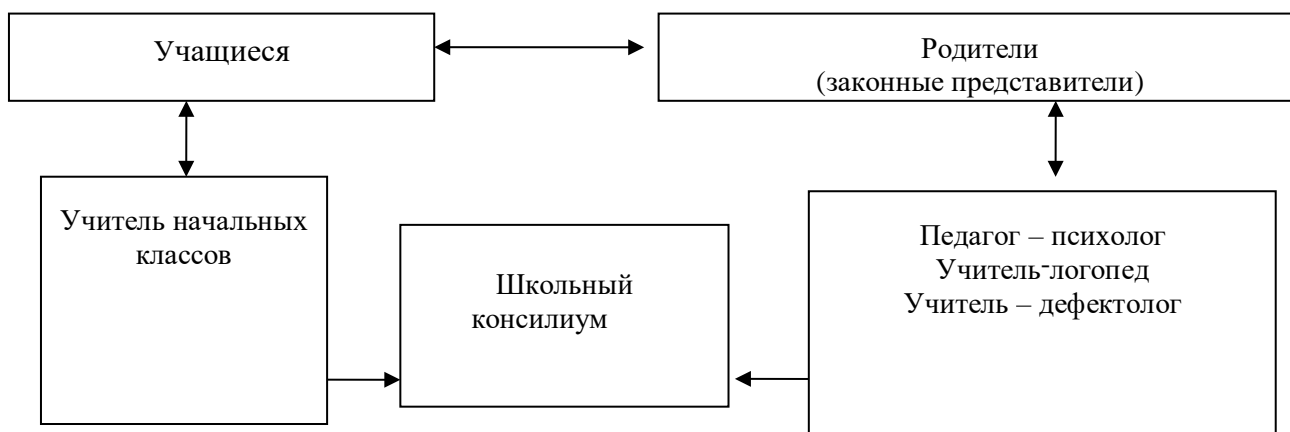 Учащиеся
Родители
(законные представители)
Учитель начальных
классов
Школьный
консилиум
Педагог – психолог
Учитель-логопед
Учитель – дефектолог